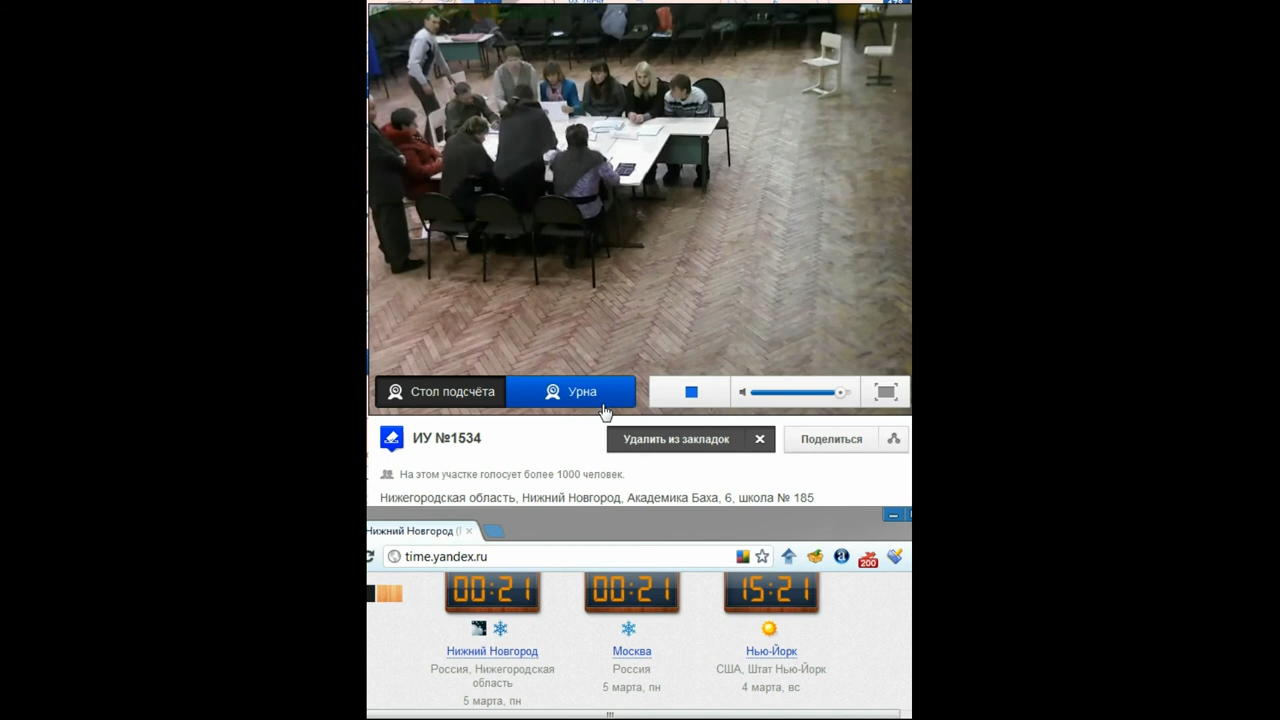 Стол подсчёта
Урна
ИУ №1534
Удалить из закладок
Поделиться
На этом участке голосует более 1000 человек.
Нижегородская область, Нижний Новгород, Академика Баха, 6, школа № 185
Нижний Новгород (
time.yandex.ru
200
00:21 00:21 15:21
Нижний Новгород Москва Нью-Йорк
Россия, Нижегородская область Россия США, Штат Нью-Йорк
5 марта, пн 5 марта, пн 4 марта, вс